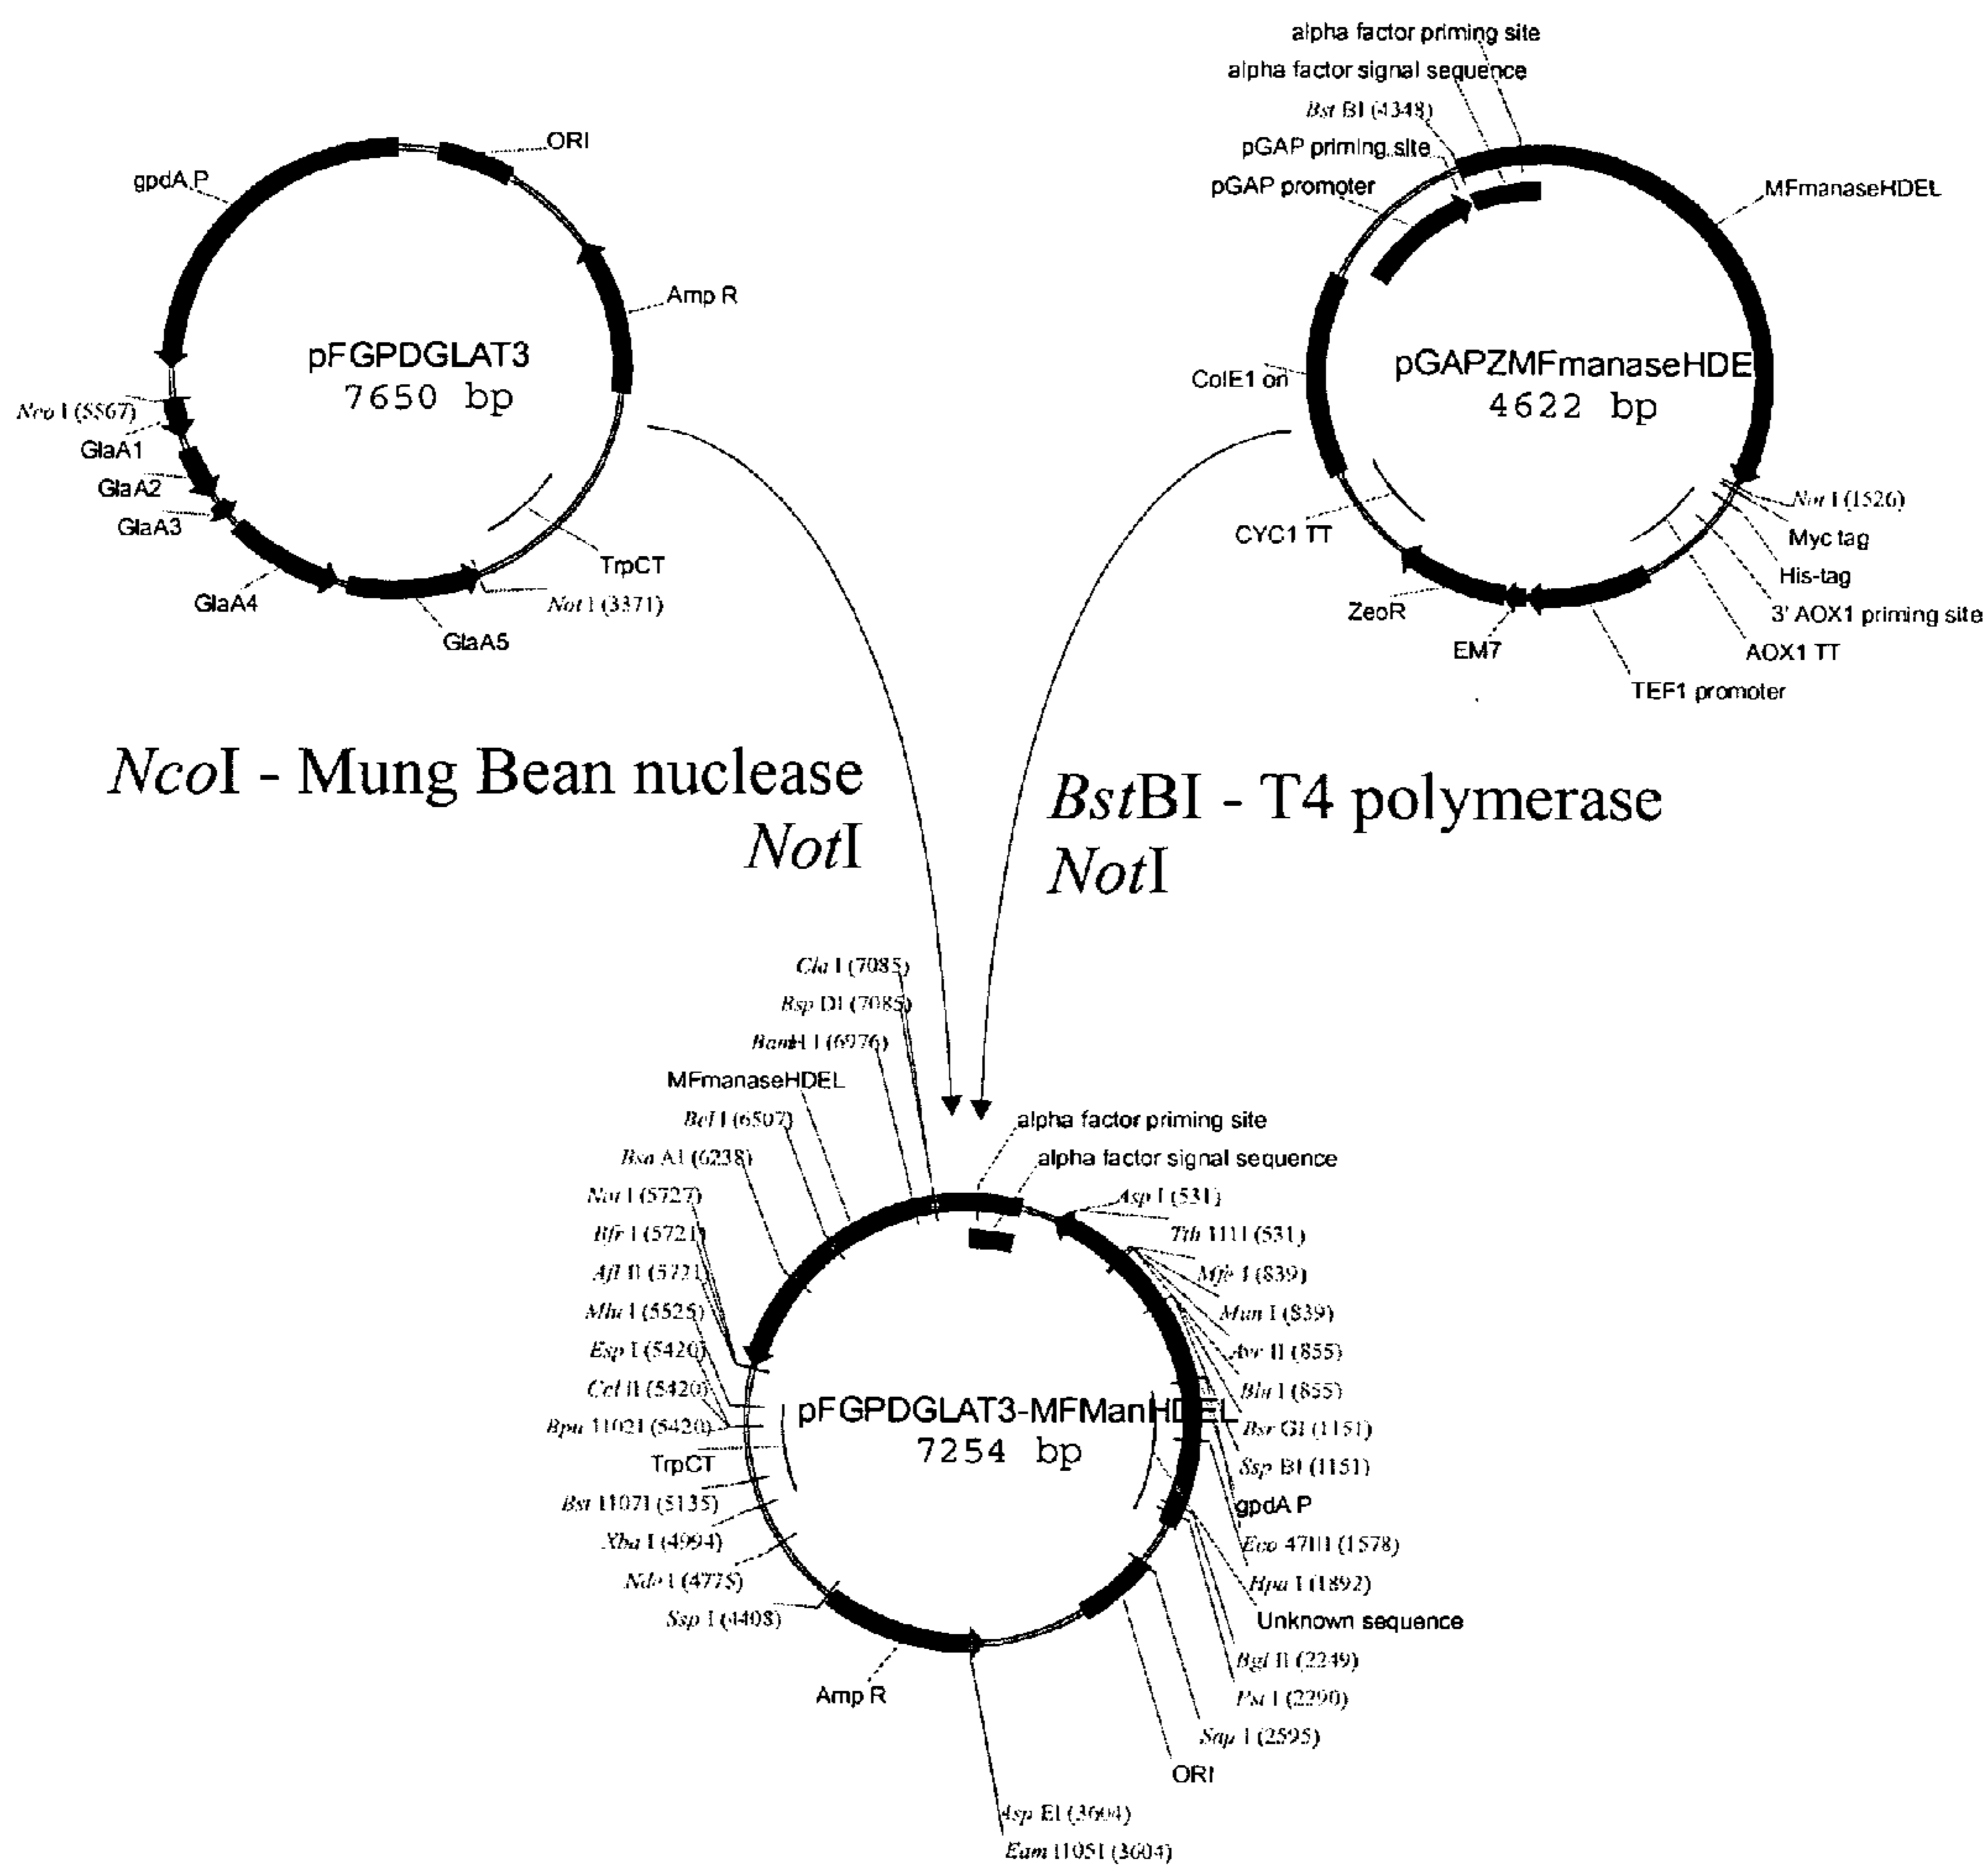 ORI
gpdA P
Amp R
pFGPDGLAT3
7650 bp
Nco I (5567)
GlaA1
GlaA2
GlaA3
GlaA4
GlaA5
TrpCT
Not I (3371)
alpha factor priming site
alpha factor signal sequence
Bst BI (4348)
pGAP priming site
pGAP promoter
MFmanaseHDEL
pGAPZMFmanaseHDE
4622 bp
ColE1 ori
Not I (1526)
Myc tag
His-tag
3' AOX1 priming site
AOX1 TT
TEF1 promoter
EM7
ZeoR
CYC1 TT
NcoI - Mung Bean nuclease
NotI
BstBI - T4 polymerase
NotI
Cla I (7085)
Bsp DI (7085)
BamH I (6976)
MFmanaseHDEL
Bcl I (6507)
Bsa AI (6238)
Not I (5727)
Bfr I (5721)
Afl II (5721)
Mlu I (5525)
Esp I (5420)
Cel II (5420)
Bpu 1102I (5420)
TrpCT
Bst 1107I (5135)
Xba I (4994)
Nde I (4775)
Ssp I (4408)
Amp R
alpha factor priming site
alpha factor signal sequence
Asp I (531)
Tth 111I (531)
Mfe I (839)
Mun I (839)
Avr II (855)
Bln I (855)
Bsr GI (1151)
Ssp BI (1151)
gpdA P
Eco 47III (1578)
Hpa I (1892)
Unknown sequence
Bgl II (2249)
Pst I (2290)
Sap I (2595)
ORI
Asp EI (3604)
Eam 1105I (3604)
pFGPDGLAT3-MFManHDEL
7254 bp